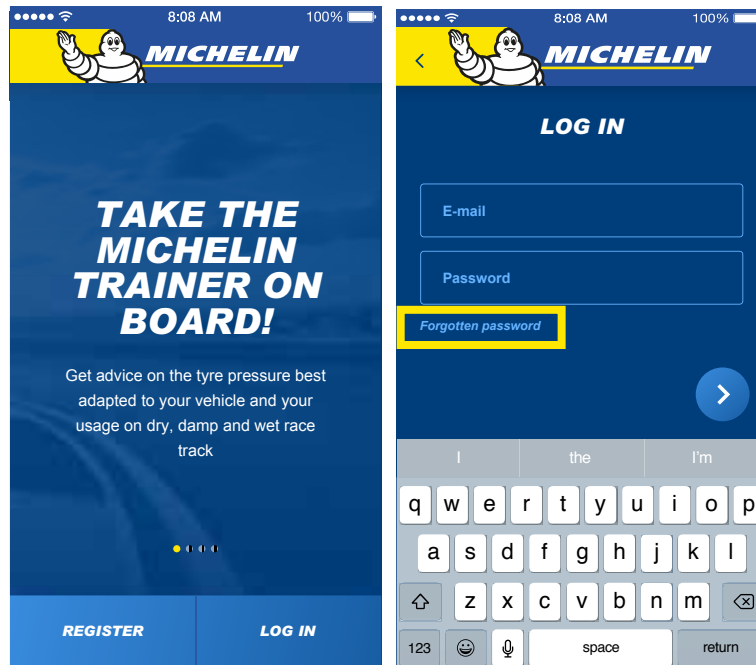 8:08 AM
100%
MICHELIN
TAKE THE
MICHELIN
TRAINER ON
BOARD!
Get advice on the tyre pressure best
adapted to your vehicle and your
usage on dry, damp and wet race
track
REGISTER
LOG IN
8:08 AM
100%
MICHELIN
LOG IN
E-mail
Password
Forgotten password
I the I'm
q w e r t y u i o p
a s d f g h j k l
z x c v b n m
123 space return